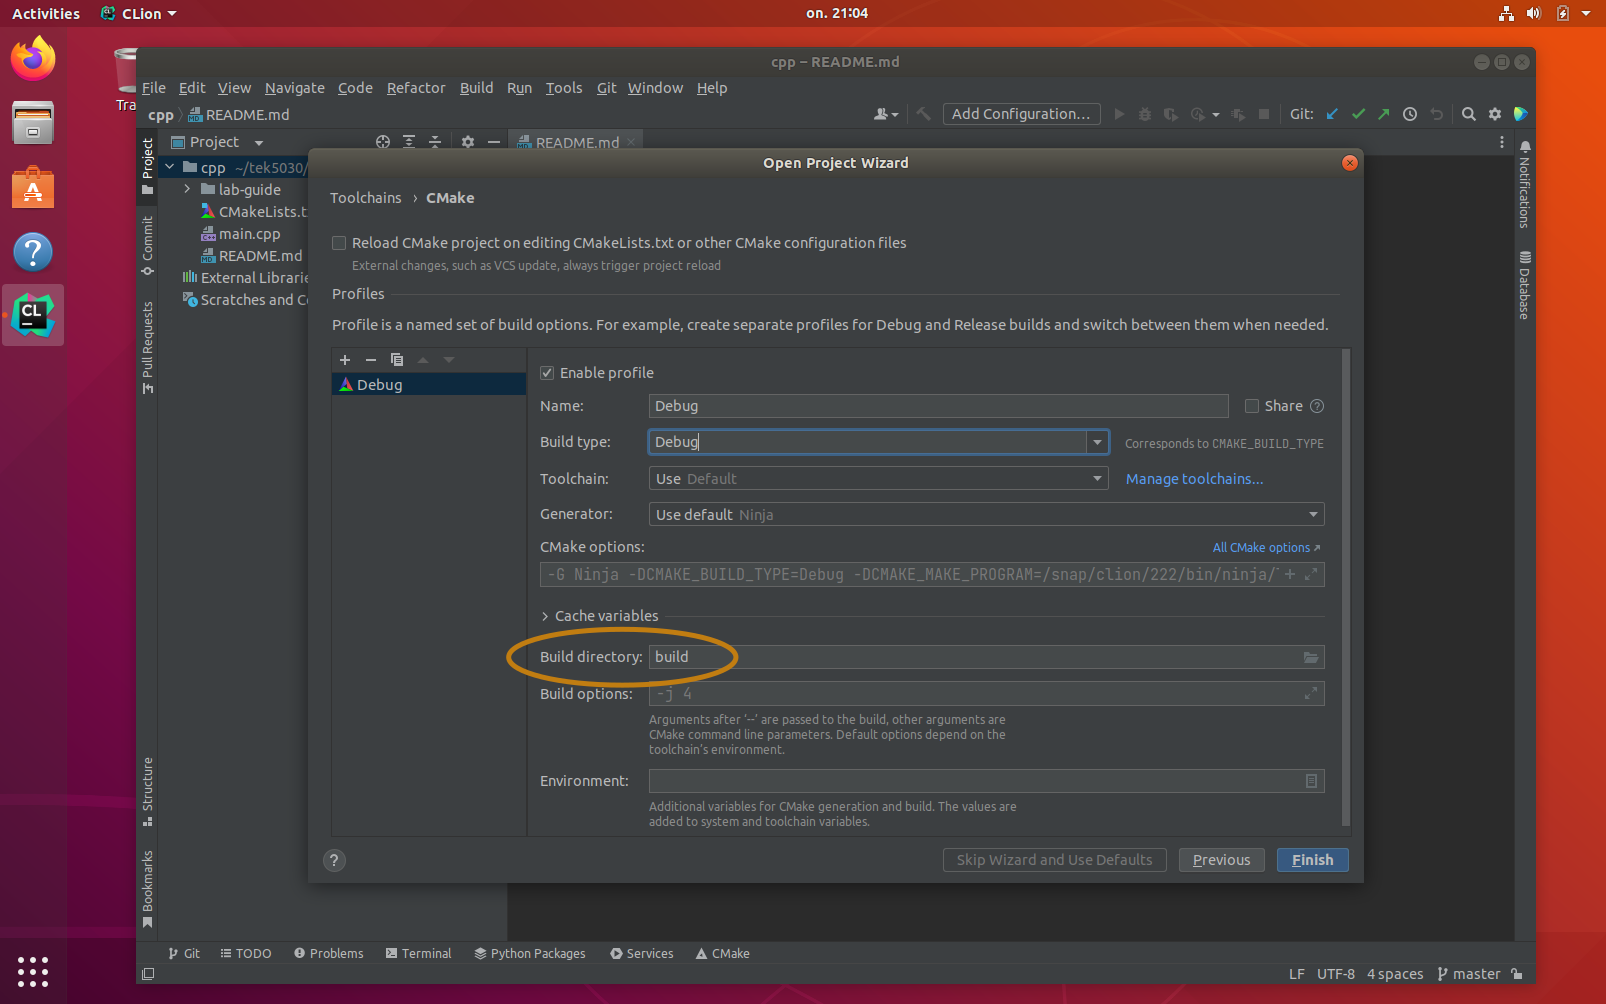 Activities
CLion
on. 21:04
Tra
cpp – README.md
File Edit View Navigate Code Refactor Build Run Tools Git Window Help
cpp README.md
Add Configuration...
Git:
Project
README.md
Project
Commit
Pull Requests
Structure
Bookmarks
cpp ~/tek5030/
lab-guide
CMakeLists.t
main.cpp
README.md
External Librarie
Scratches and Co
Notifications
Database
Open Project Wizard
Toolchains › CMake
Reload CMake project on editing CMakeLists.txt or other CMake configuration files
External changes, such as VCS update, always trigger project reload
Profiles
Profile is a named set of build options. For example, create separate profiles for Debug and Release builds and switch between them when needed.
Debug
Enable profile
Name: Debug
Share ?
Build type: Debug
Corresponds to CMAKE_BUILD_TYPE
Toolchain: Use Default
Manage toolchains...
Generator: Use default Ninja
CMake options:
All CMake options ↗
-G Ninja -DCMAKE_BUILD_TYPE=Debug -DCMAKE_MAKE_PROGRAM=/snap/clion/222/bin/ninja/
Cache variables
Build directory: build
Build options: -j 4
Arguments after '--' are passed to the build, other arguments are
CMake command line parameters. Default options depend on the
toolchain's environment.
Environment:
Additional variables for CMake generation and build. The values are
added to system and toolchain variables.
?
Skip Wizard and Use Defaults
Previous
Finish
Git
TODO
Problems
Terminal
Python Packages
Services
CMake
LF UTF-8 4 spaces master
A
?
CL